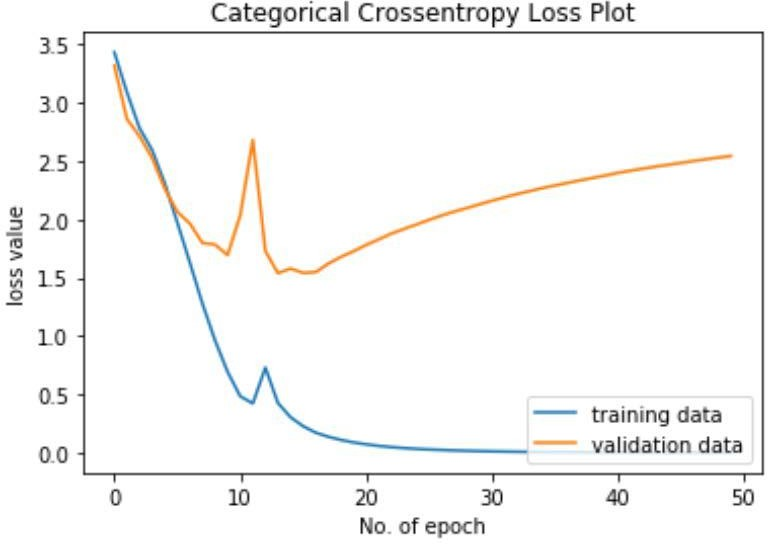 Categorical Crossentropy Loss Plot
3.5
3.0
2.5
2.0
1.5
1.0
0.5
0.0
loss value
training data
validation data
0 10 20 30 40 50
No. of epoch